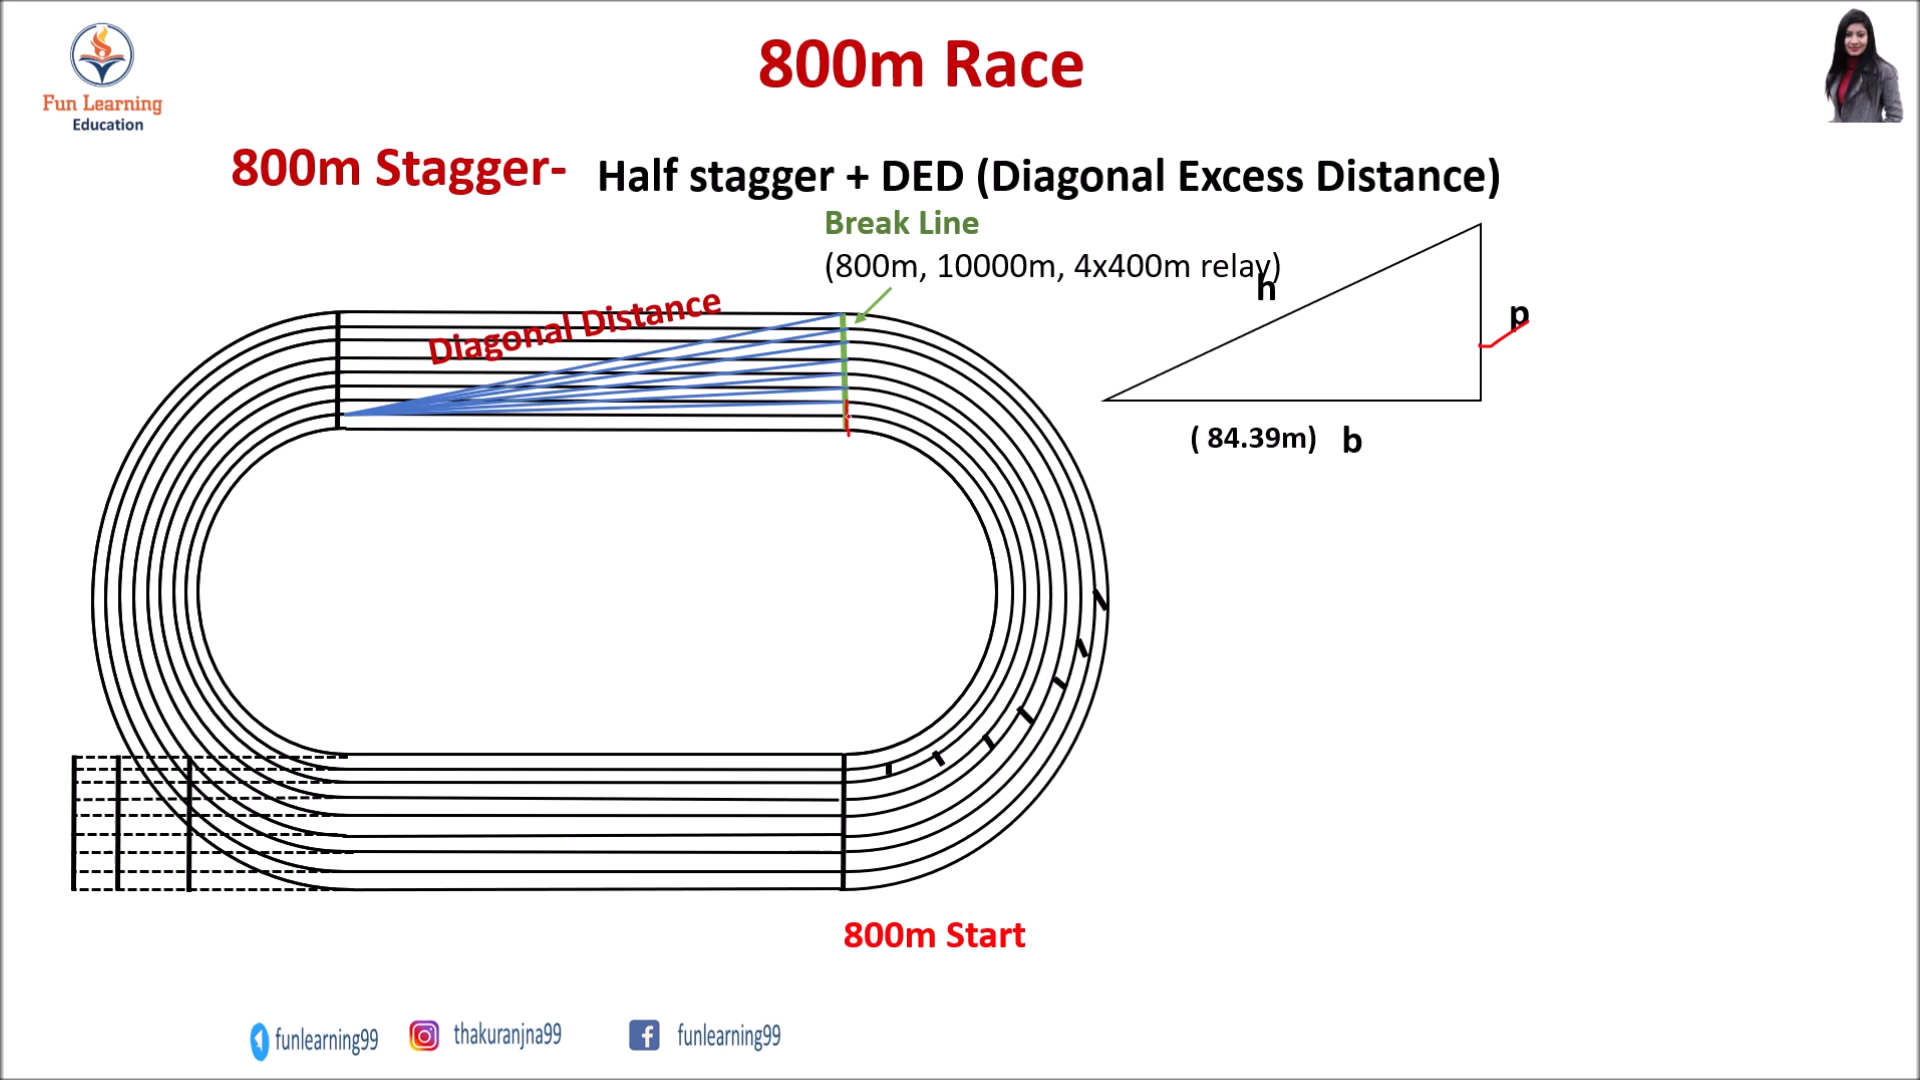 800m Race
Fun Learning
Education
800m Stagger- Half stagger + DED (Diagonal Excess Distance)
Break Line
(800m, 10000m, 4x400m relay)
h
p
Diagonal Distance
( 84.39m) b
800m Start
funlearning99 thakuranjna99 funlearning99